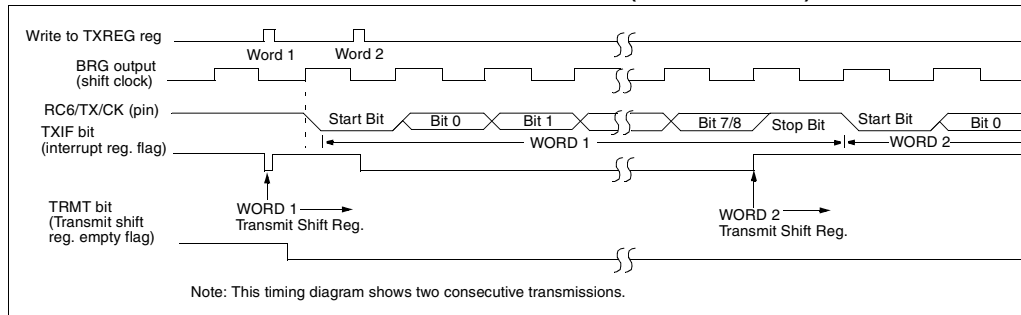 Write to TXREG reg
Word 1
Word 2
BRG output
(shift clock)
RC6/TX/CK (pin)
Start Bit
Bit 0
Bit 1
Bit 7/8
Stop Bit
Start Bit
Bit 0
TXIF bit
(interrupt reg. flag)
WORD 1
WORD 2
TRMT bit
(Transmit shift
reg. empty flag)
WORD 1
Transmit Shift Reg.
WORD 2
Transmit Shift Reg.
Note: This timing diagram shows two consecutive transmissions.